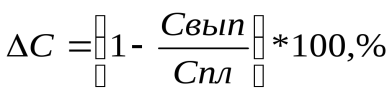 ΔC = [1 - Cвып / Cпл] *100,%